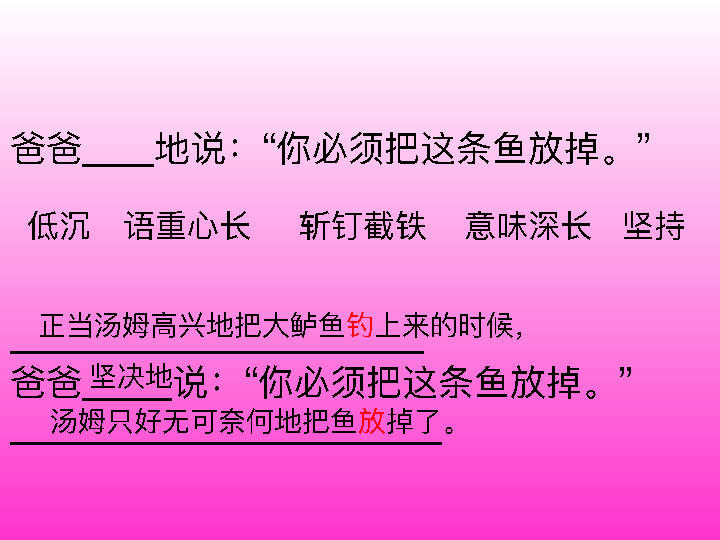 爸爸____地说：“你必须把这条鱼放掉。”
低沉 语重心长 斩钉截铁 意味深长 坚持
正当汤姆高兴地把大鲈鱼钓上来的时候，
爸爸坚决地说：“你必须把这条鱼放掉。”
汤姆只好无可奈何地把鱼放掉了。